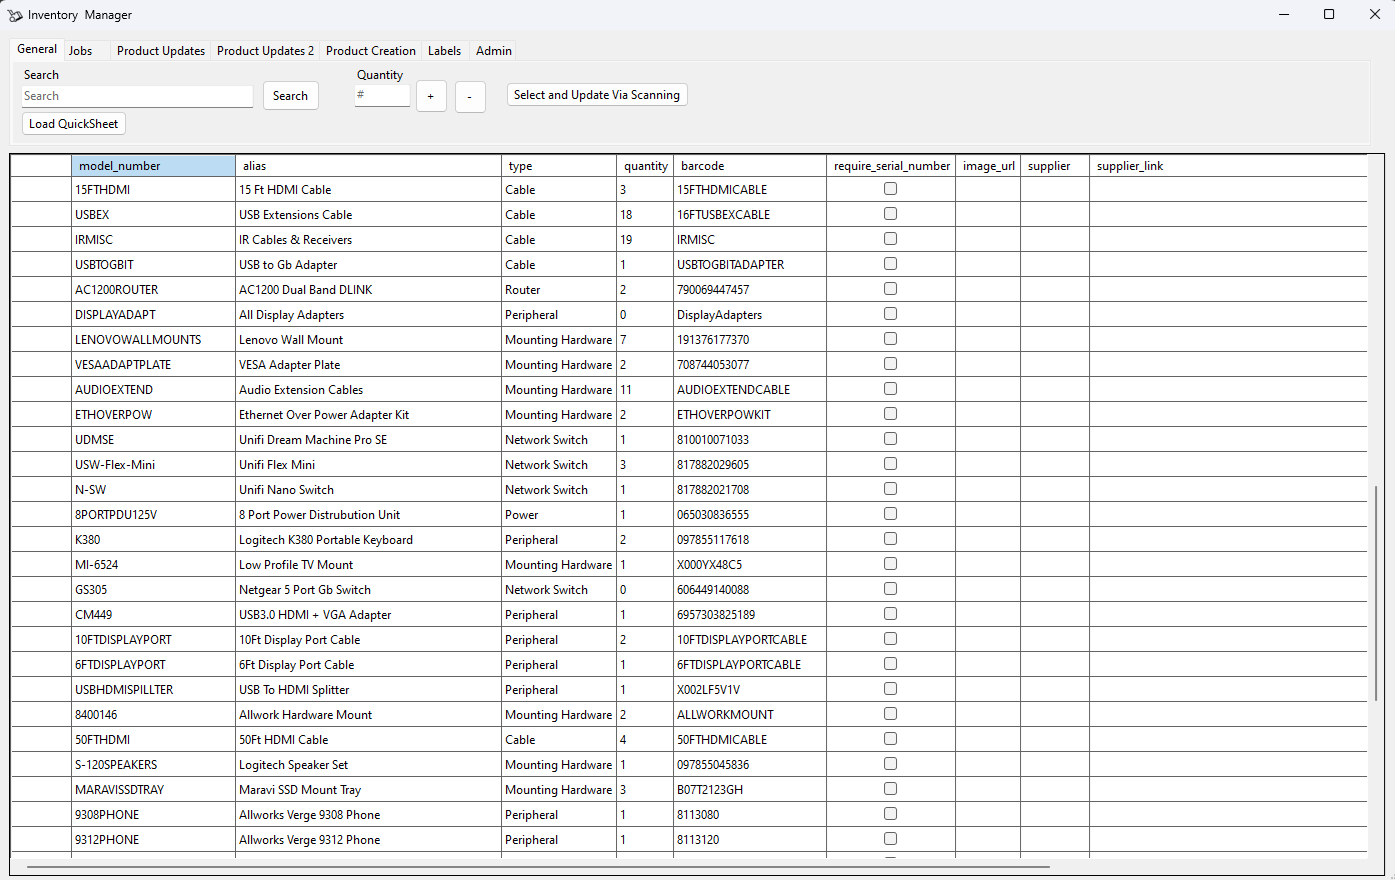 Inventory Manager
General Jobs Product Updates Product Updates 2 Product Creation Labels Admin
Search Quantity
Search Search # + - Select and Update Via Scanning
Load QuickSheet
model_number alias type quantity barcode require_serial_number image_url supplier supplier_link
15FTHDMI 15 Ft HDMI Cable Cable 3 15FTHDMICABLE
USBEX USB Extensions Cable Cable 18 16FTUSBEXCABLE
IRMISC IR Cables & Receivers Cable 19 IRMISC
USBTOGBIT USB to Gb Adapter Cable 1 USBTOGBITADAPTER
AC1200ROUTER AC1200 Dual Band DLINK Router 2 790069447457
DISPLAYADAPT All Display Adapters Peripheral 0 DisplayAdapters
LENOVOWALLMOUNTS Lenovo Wall Mount Mounting Hardware 7 191376177370
VESAADAPTPLATE VESA Adapter Plate Mounting Hardware 2 708744053077
AUDIOEXTEND Audio Extension Cables Mounting Hardware 11 AUDIOEXTENDCABLE
ETHOVERPOW Ethernet Over Power Adapter Kit Mounting Hardware 2 ETHOVERPOWKIT
UDMSE Unifi Dream Machine Pro SE Network Switch 1 810010071033
USW-Flex-Mini Unifi Flex Mini Network Switch 3 817882029605
N-SW Unifi Nano Switch Network Switch 1 817882021708
8PORTPDU125V 8 Port Power Distrubution Unit Power 1 065030836555
K380 Logitech K380 Portable Keyboard Peripheral 2 097855117618
MI-6524 Low Profile TV Mount Mounting Hardware 1 X000YX48C5
GS305 Netgear 5 Port Gb Switch Network Switch 0 606449140088
CM449 USB3.0 HDMI + VGA Adapter Peripheral 1 6957303825189
10FTDISPLAYPORT 10Ft Display Port Cable Peripheral 2 10FTDISPLAYPORTCABLE
6FTDISPLAYPORT 6Ft Display Port Cable Peripheral 1 6FTDISPLAYPORTCABLE
USBHDMISPILLTER USB To HDMI Splitter Peripheral 1 X002LF5V1V
8400146 Allwork Hardware Mount Mounting Hardware 2 ALLWORKMOUNT
50FTHDMI 50Ft HDMI Cable Cable 4 50FTHDMICABLE
S-120SPEAKERS Logitech Speaker Set Mounting Hardware 1 097855045836
MARAVISSDTRAY Maravi SSD Mount Tray Mounting Hardware 3 B07T2123GH
9308PHONE Allworks Verge 9308 Phone Peripheral 1 8113080
9312PHONE Allworks Verge 9312 Phone Peripheral 1 8113120